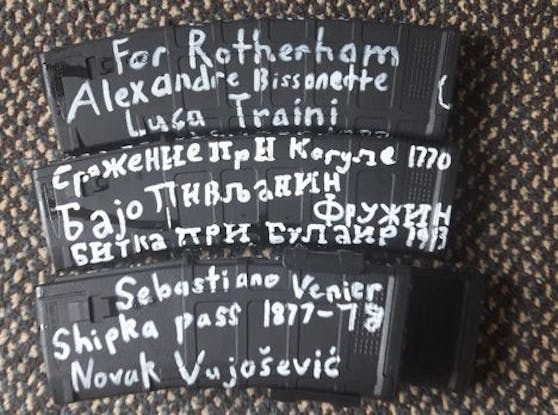 For Rotherham
Alexandre Bissonette
Luca Traini
Сражение при Кагуле 1770
Бајо Пивљанин
Фружин
Битка при Булаир 1913
Sebastiano Venier
Shipka pass 1877-78
Novak Vujošević